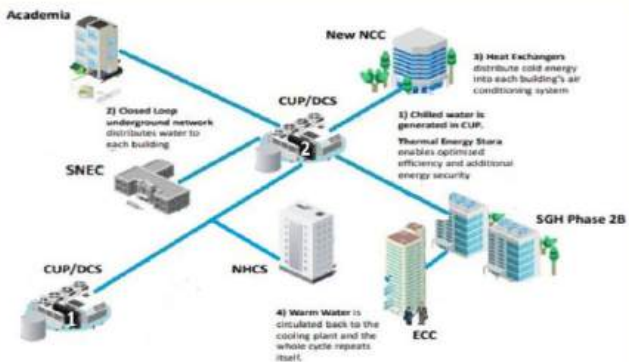 Academia
New NCC
3) Heat Exchangers
distribute cold energy
into each building's air
conditioning system
CUP/DCS
2) Closed Loop
underground network
distributes water to
each building
1) Chilled water is
generated in CUP.
Thermal Energy Stora
enables optimised
efficiency and additional
energy security
2
SNEC
SGH Phase 2B
CUP/DCS
NHCS
1
4) Warm Water is
circulated back to the
cooling plant and the
whole cycle repeats
itself.
ECC